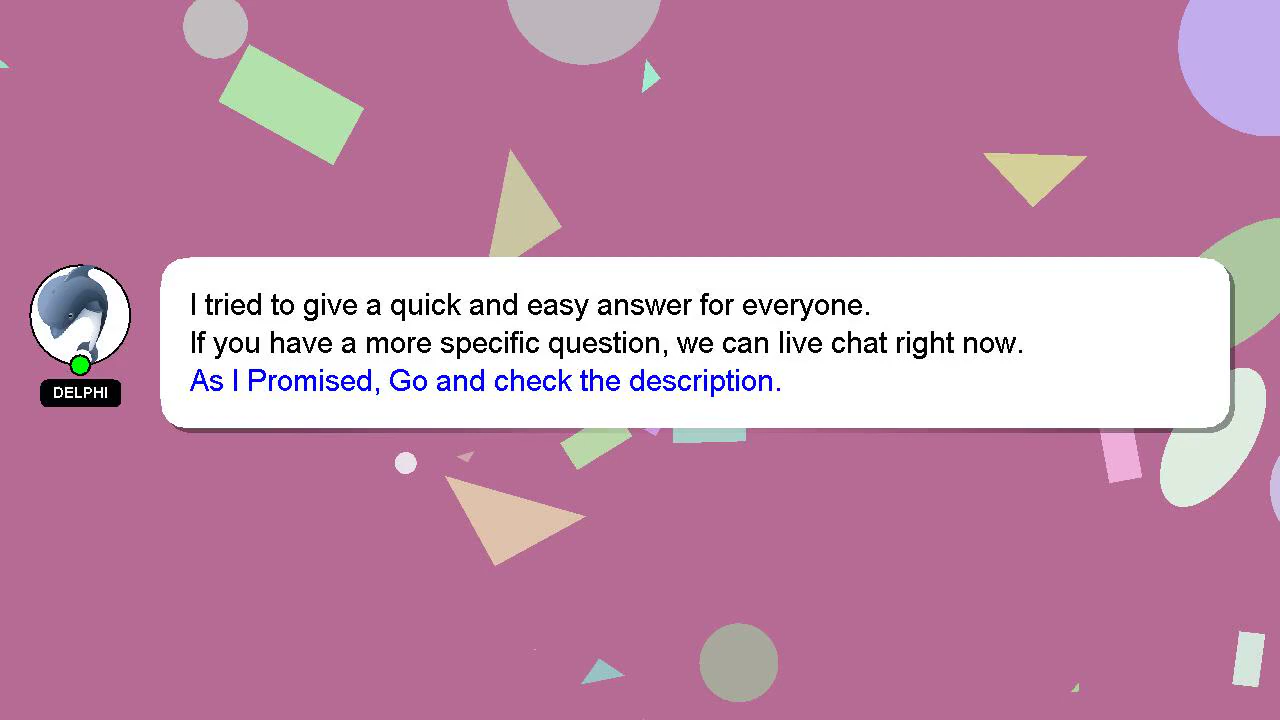 I tried to give a quick and easy answer for everyone.
If you have a more specific question, we can live chat right now.
As I Promised, Go and check the description.
DELPHI